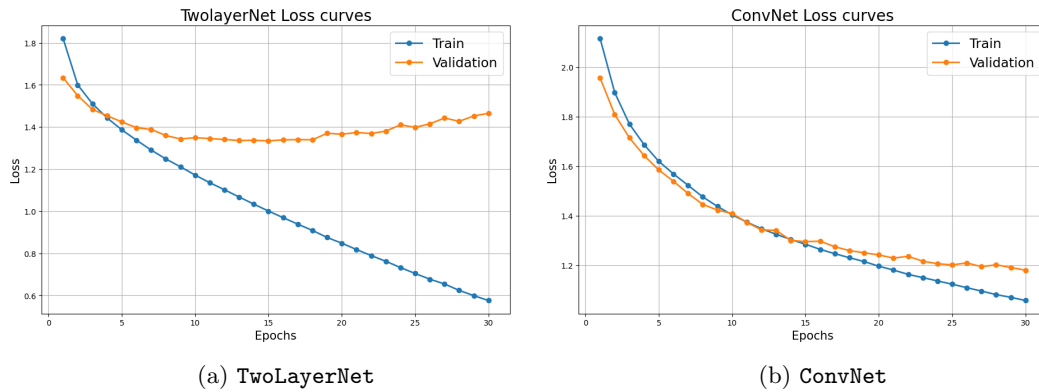 TwolayerNet Loss curves
Train
Validation
1.8
1.6
1.4
1.2
1.0
0.8
0.6
Loss
0
5
10
15
20
25
30
Epochs
(a) TwoLayerNet
ConvNet Loss curves
Train
Validation
2.0
1.8
1.6
1.4
1.2
Loss
0
5
10
15
20
25
30
Epochs
(b) ConvNet